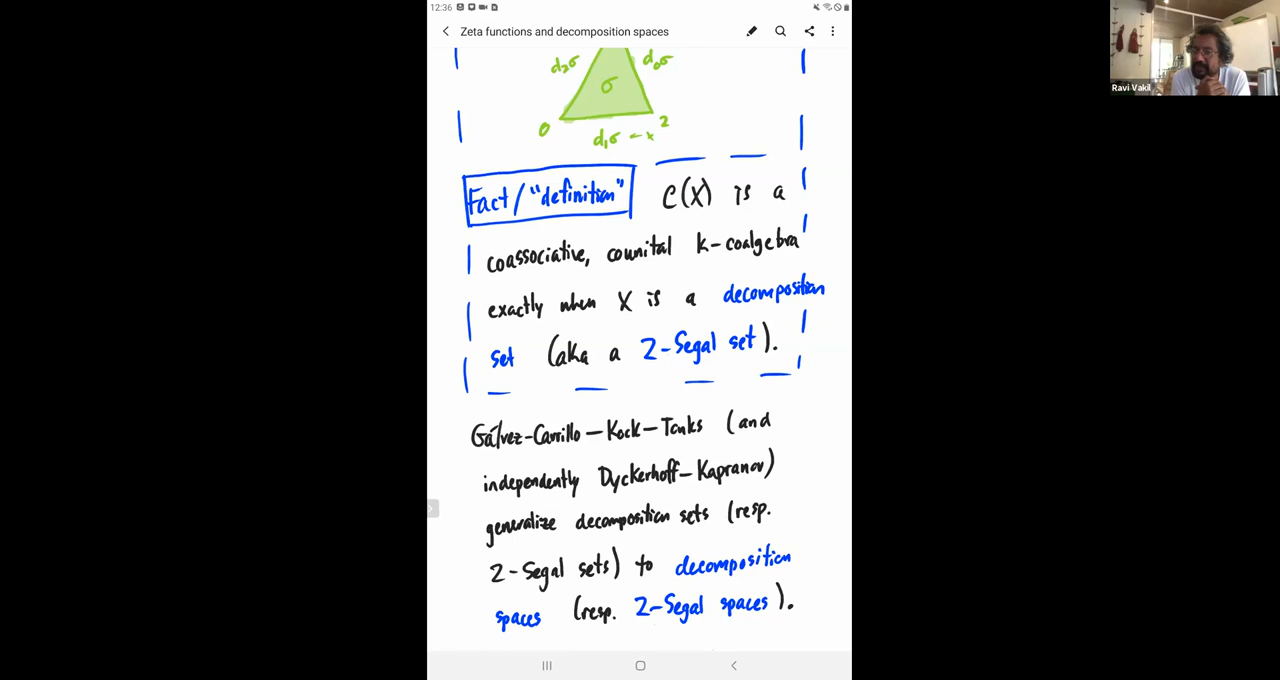 12:36
Zeta functions and decomposition spaces
Ravi Vakil
d₂σ
d₀σ
σ
0
2
d₁σ ← x
Fact/"definition" C(X) is a
coassociative, counital k-coalgebra
exactly when X is a decomposition
set (aka a 2-Segal set).
Gálvez-Carrillo-Kock-Tonks (and
independently Dyckerhoff-Kapranov)
generalize decomposition sets (resp.
2-Segal sets) to decomposition
spaces (resp. 2-Segal spaces).